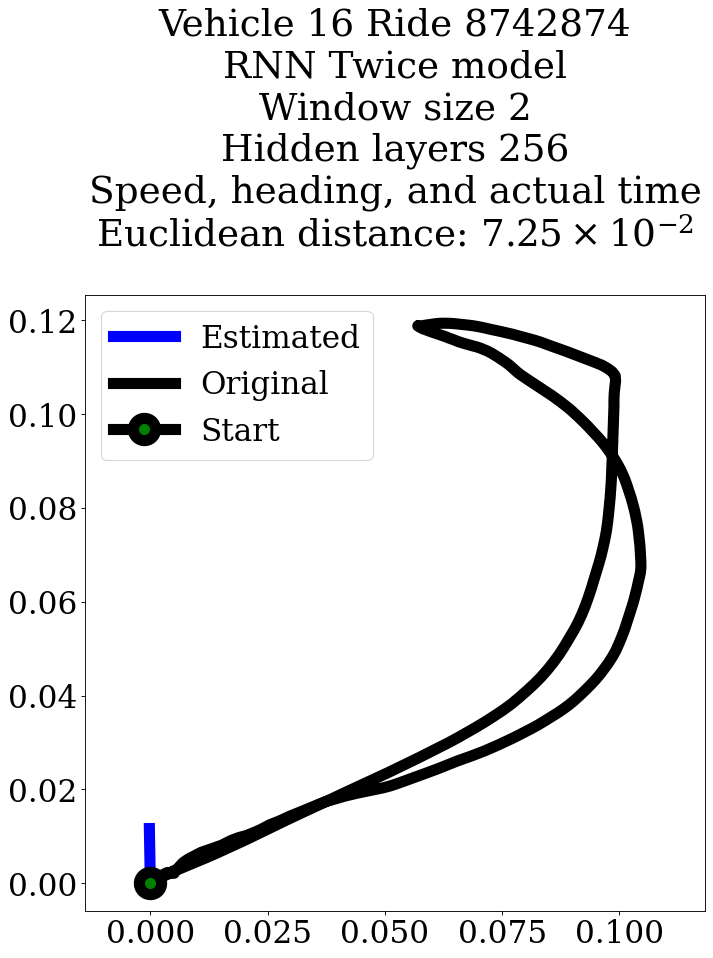 Vehicle 16 Ride 8742874
RNN Twice model
Window size 2
Hidden layers 256
Speed, heading, and actual time
Euclidean distance: 7.25 × 10⁻²
Estimated
Original
Start
0.12
0.10
0.08
0.06
0.04
0.02
0.00
0.000 0.025 0.050 0.075 0.100